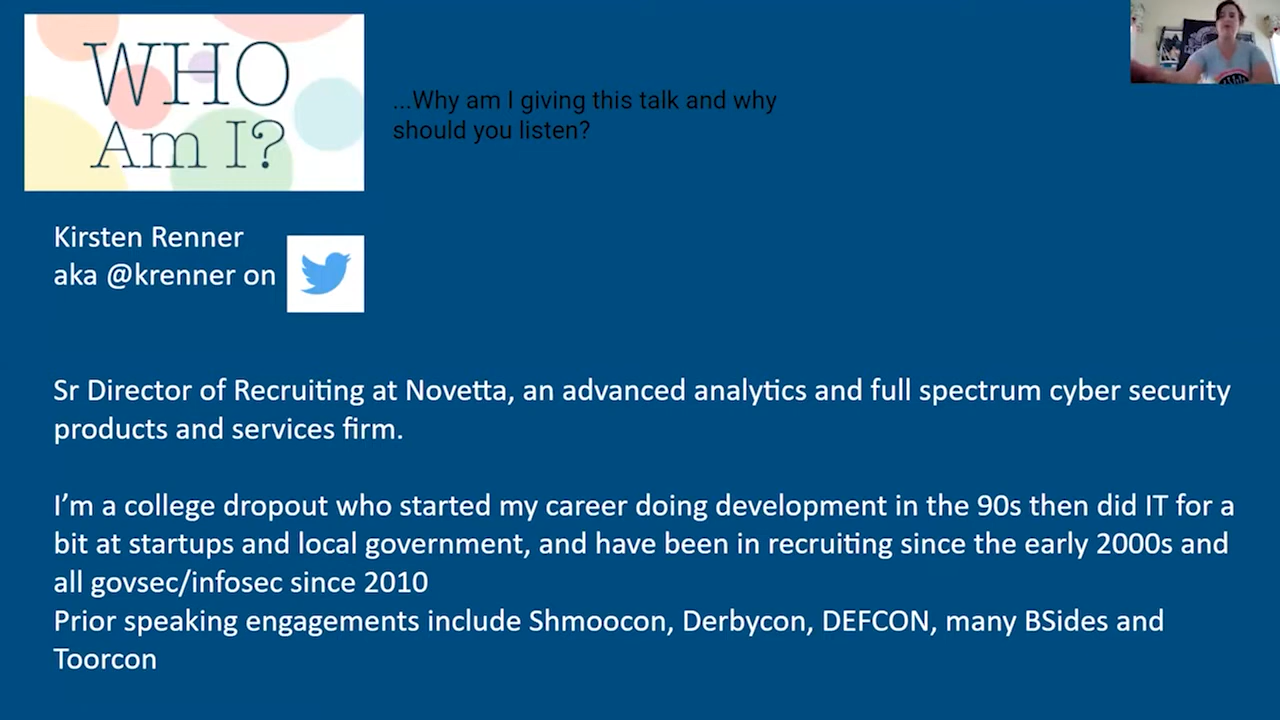 WHO
Am I?
...Why am I giving this talk and why
should you listen?
Kirsten Renner
aka @krenner on
Sr Director of Recruiting at Novetta, an advanced analytics and full spectrum cyber security
products and services firm.
I’m a college dropout who started my career doing development in the 90s then did IT for a
bit at startups and local government, and have been in recruiting since the early 2000s and
all govsec/infosec since 2010
Prior speaking engagements include Shmoocon, Derbycon, DEFCON, many BSides and
Toorcon